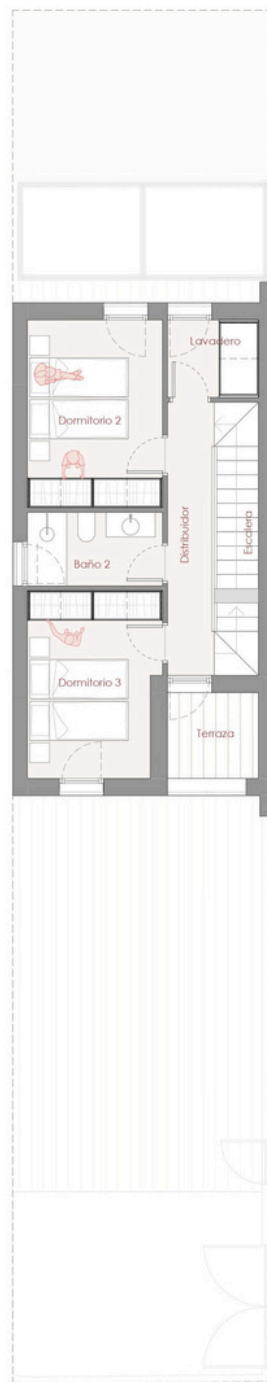 Lavadero
Dormitorio 2
Distribuidor
Escalera
Baño 2
Dormitorio 3
Terraza